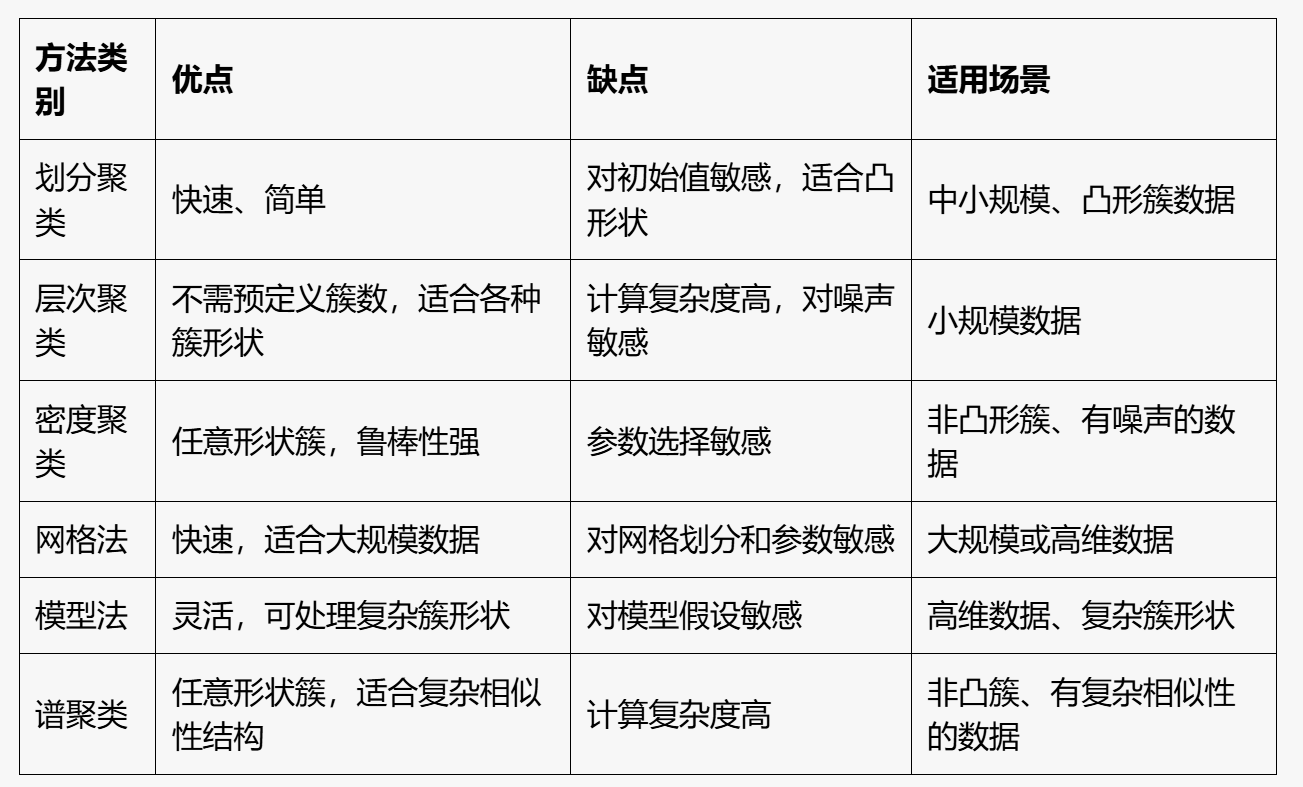 方法类
别
优点
缺点
适用场景
划分聚
类
快速、简单
对初始值敏感，适合凸
形状
中小规模、凸形簇数据
层次聚
类
不需预定义簇数，适合各种
簇形状
计算复杂度高，对噪声
敏感
小规模数据
密度聚
类
任意形状簇，鲁棒性强
参数选择敏感
非凸形簇、有噪声的数
据
网格法
快速，适合大规模数据
对网格划分和参数敏感
大规模或高维数据
模型法
灵活，可处理复杂簇形状
对模型假设敏感
高维数据、复杂簇形状
谱聚类
任意形状簇，适合复杂相似
性结构
计算复杂度高
非凸簇、有复杂相似性
的数据